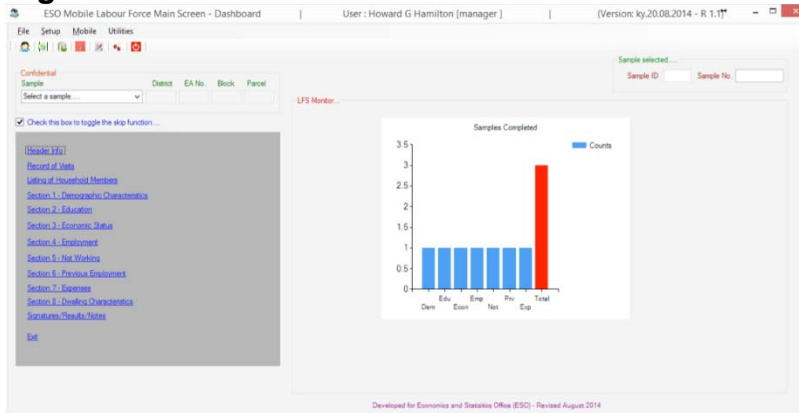 ESO Mobile Labour Force Main Screen - Dashboard | User : Howard G Hamilton [manager ] | (Version: ky.20.08.2014 - R 1.1)*
File Setup Mobile Utilities
Sample selected....
Sample ID Sample No.
Confidential
Sample District EA No. Block Parcel
Select a sample....
LFS Monitor...
Check this box to toggle the skip function....
Header Info
Record of Visits
Listing of Household Members
Section 1 - Demographic Characteristics
Section 2 - Education
Section 3 - Economic Status
Section 4 - Employment
Section 5 - Not Working
Section 6 - Previous Employment
Section 7 - Expenses
Section 8 - Dwelling Characteristics
Signatures/Results/Notes
Exit
Samples Completed
Counts
3.5
3
2.5
2
1.5
1
0.5
0
Edu Emp Prv Total
Dem Econ Not Exp
Developed for Economics and Statistics Office (ESO) - Revised August 2014